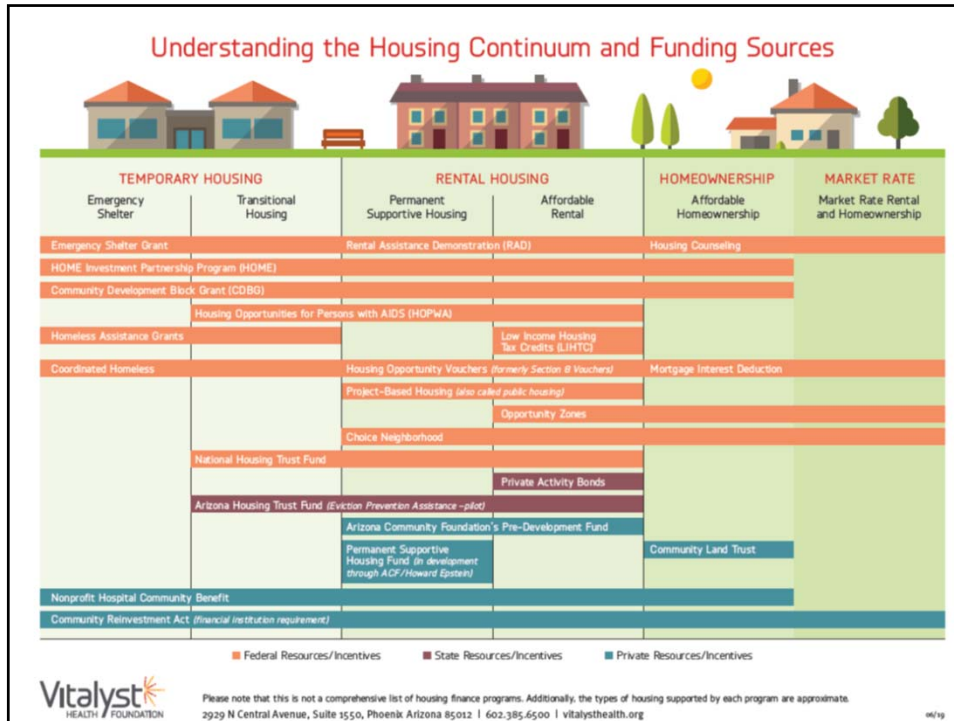 Understanding the Housing Continuum and Funding Sources
TEMPORARY HOUSING
RENTAL HOUSING
HOMEOWNERSHIP
MARKET RATE
Emergency
Shelter
Transitional
Housing
Permanent
Supportive Housing
Affordable
Rental
Affordable
Homeownership
Market Rate Rental
and Homeownership
Emergency Shelter Grant
Rental Assistance Demonstration (RAD)
Housing Counseling
HOME Investment Partnership Program (HOME)
Community Development Block Grant (CDBG)
Housing Opportunities for Persons with AIDS (HOPWA)
Homeless Assistance Grants
Low Income Housing
Tax Credits (LIHTC)
Coordinated Homeless
Housing Opportunity Vouchers (formerly Section 8 Vouchers)
Mortgage Interest Deduction
Project-Based Housing (also called public housing)
Opportunity Zones
Choice Neighborhood
National Housing Trust Fund
Private Activity Bonds
Arizona Housing Trust Fund (Eviction Prevention Assistance – pilot)
Arizona Community Foundation's Pre-Development Fund
Permanent Supportive
Housing Fund (in development
through ACF/Howard Epstein)
Community Land Trust
Nonprofit Hospital Community Benefit
Community Reinvestment Act (financial institution requirement)
Federal Resources/Incentives
State Resources/Incentives
Private Resources/Incentives
Vitalyst
HEALTH FOUNDATION
Please note that this is not a comprehensive list of housing finance programs. Additionally, the types of housing supported by each program are approximate.
2929 N Central Avenue, Suite 1550, Phoenix Arizona 85012 | 602.385.6500 | vitalysthealth.org
06/19